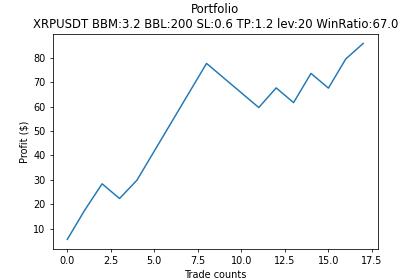 Portfolio
XRPUSDT BBM:3.2 BBL:200 SL:0.6 TP:1.2 lev:20 WinRatio:67.0
Profit ($)
80
70
60
50
40
30
20
10
0.0 2.5 5.0 7.5 10.0 12.5 15.0 17.5
Trade counts